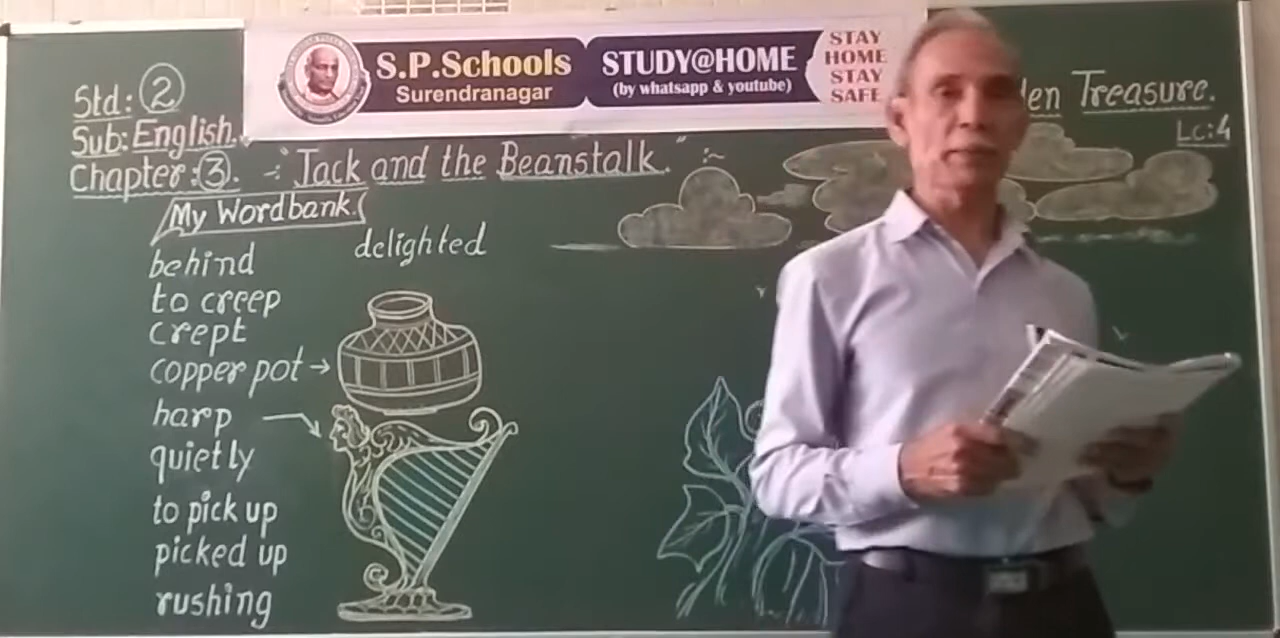 S.P.Schools
Surendranagar
STUDY@HOME
(by whatsapp & youtube)
STAY
HOME
STAY
SAFE
Std: 2
Sub: English.
Treasure.
Lc:4
Chapter: 3. -: "Jack and the Beanstalk." :-
My Wordbank.
behind
delighted
to creep
crept
copper pot →
harp
quietly
to pick up
picked up
rushing